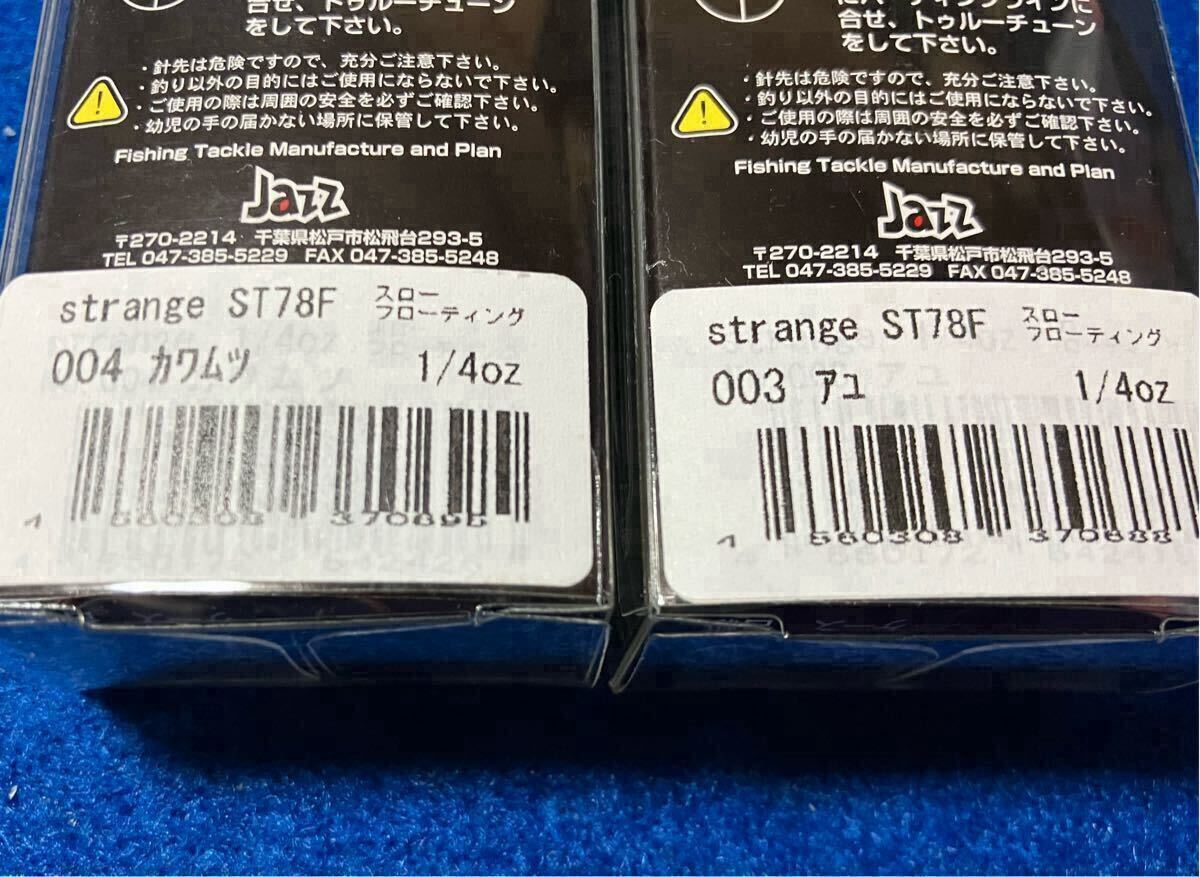 合せ、トゥルーチューン
をして下さい。
・針先は危険ですので、充分ご注意下さい。
・釣り以外の目的にはご使用にならないで下さい。
・ご使用の際は周囲の安全を必ずご確認下さい。
・幼児の手の届かない場所に保管して下さい。
Fishing Tackle Manufacture and Plan
Jazz
〒270-2214 千葉県松戸市松飛台293-5
TEL 047-385-5229 FAX 047-385-5248
strange ST78F スロー
フローティング
004 カワムツ 1/4oz
4 560308 370695
合せ、トゥルーチューン
をして下さい。
・針先は危険ですので、充分ご注意下さい。
・釣り以外の目的にはご使用にならないで下さい。
・ご使用の際は周囲の安全を必ずご確認下さい。
・幼児の手の届かない場所に保管して下さい。
Fishing Tackle Manufacture and Plan
Jazz
〒270-2214 千葉県松戸市松飛台293-5
TEL 047-385-5229 FAX 047-385-5248
strange ST78F スロー
フローティング
003 アユ 1/4oz
4 560308 370688